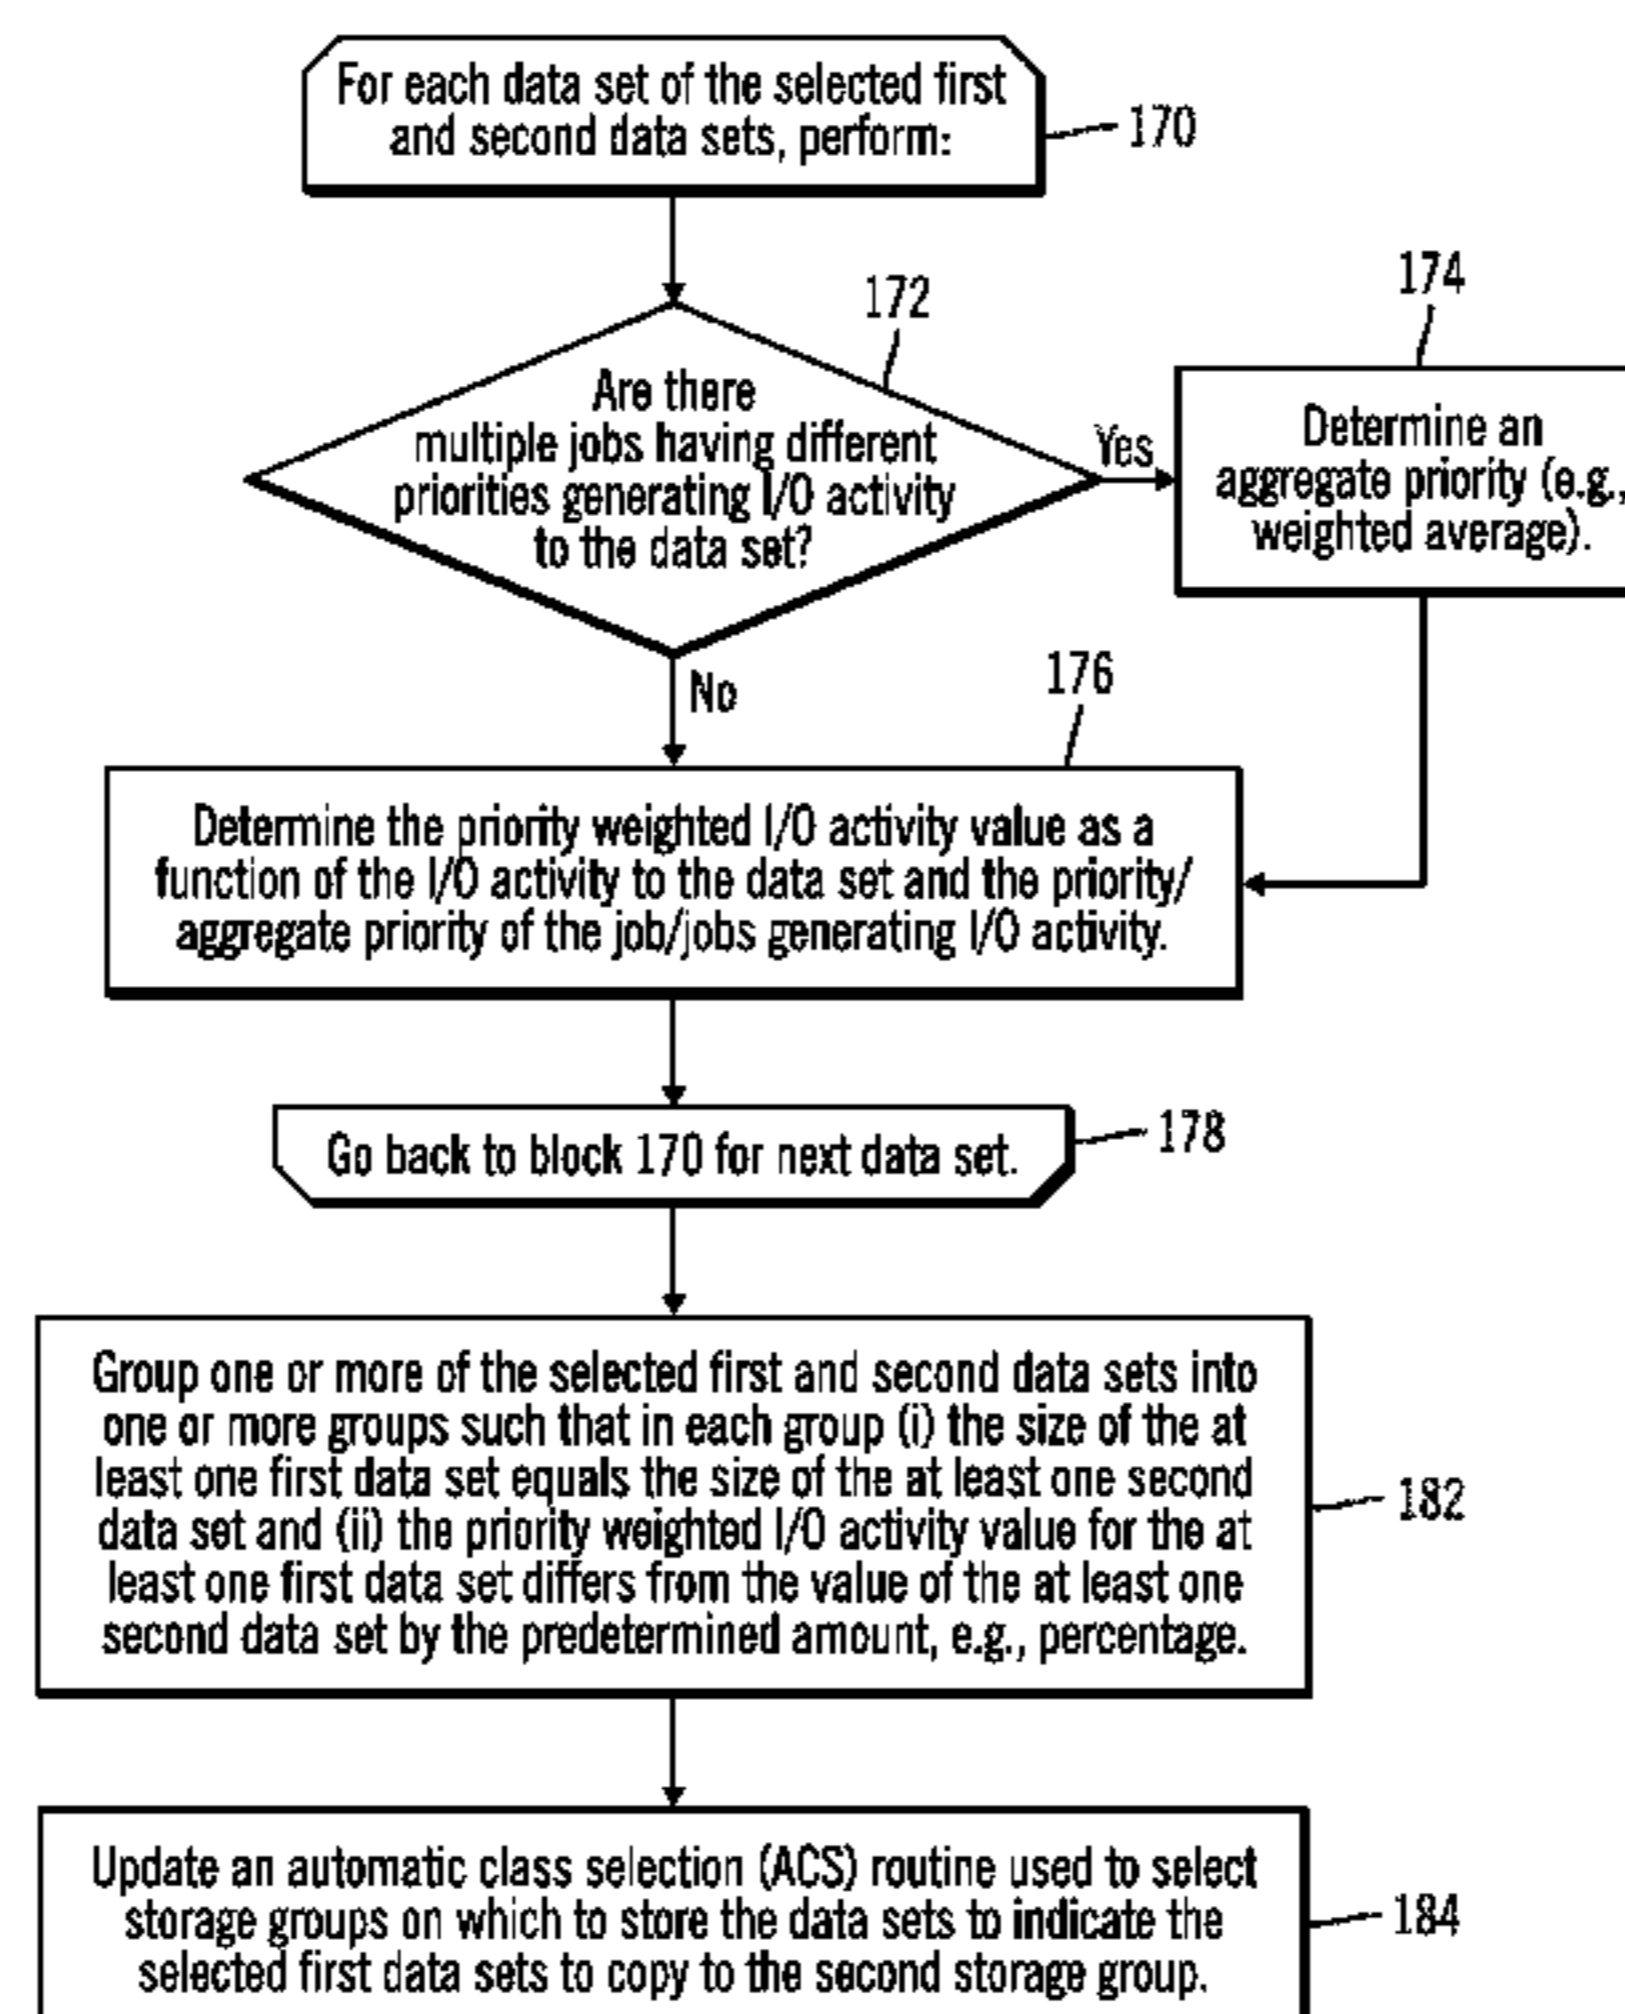 For each data set of the selected first
and second data sets, perform:
170
172
174
Are there
multiple jobs having different
priorities generating I/O activity
to the data set?
Yes
Determine an
aggregate priority (e.g.,
weighted average).
No
176
Determine the priority weighted I/O activity value as a
function of the I/O activity to the data set and the priority/
aggregate priority of the job/jobs generating I/O activity.
Go back to block 170 for next data set.
178
Group one or more of the selected first and second data sets into
one or more groups such that in each group (i) the size of the at
least one first data set equals the size of the at least one second
data set and (ii) the priority weighted I/O activity value for the at
least one first data set differs from the value of the at least one
second data set by the predetermined amount, e.g., percentage.
182
Update an automatic class selection (ACS) routine used to select
storage groups on which to store the data sets to indicate the
selected first data sets to copy to the second storage group.
184